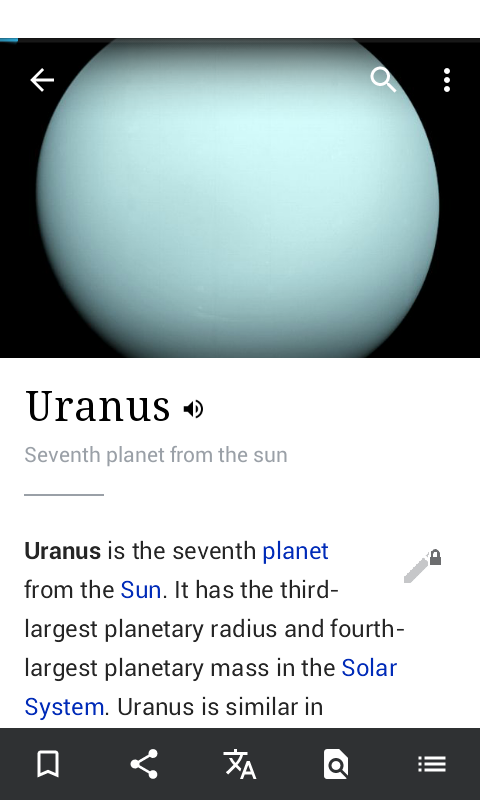 Uranus
Seventh planet from the sun
Uranus is the seventh planet
from the Sun. It has the third-
largest planetary radius and fourth-
largest planetary mass in the Solar
System. Uranus is similar in